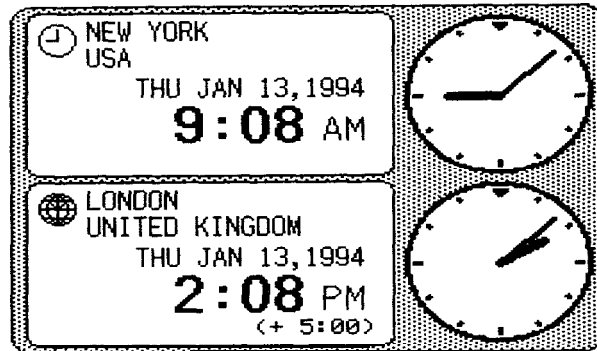 NEW YORK
USA
THU JAN 13,1994
9:08 AM
LONDON
UNITED KINGDOM
THU JAN 13,1994
2:08 PM
(+ 5:00)